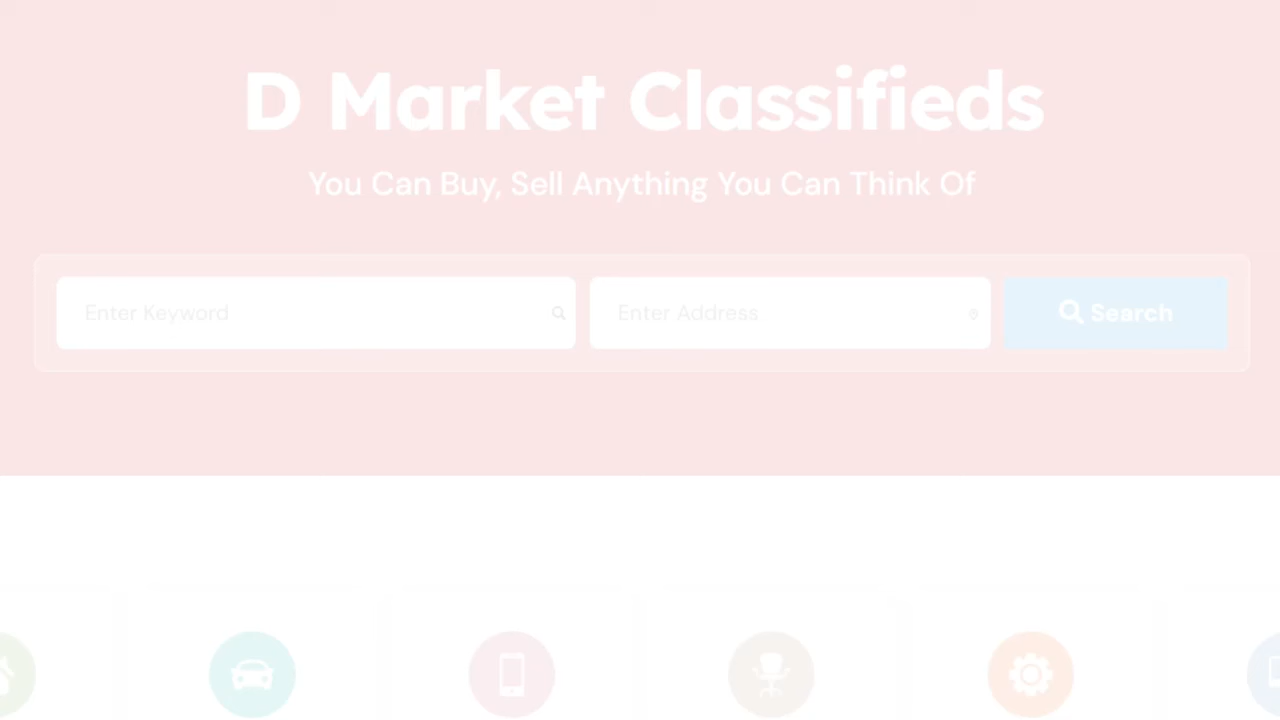 D Market Classifieds
You Can Buy, Sell Anything You Can Think Of
Enter Keyword
Enter Address
Search